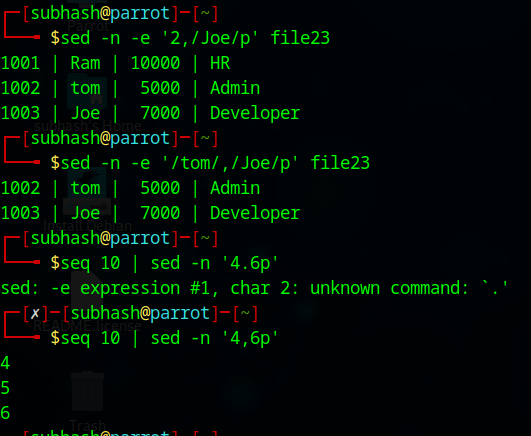 ┌─[subhash@parrot]─[~]
└──╼ $sed -n -e '2,/Joe/p' file23
1001 | Ram | 10000 | HR
1002 | tom |  5000 | Admin
1003 | Joe |  7000 | Developer
┌─[subhash@parrot]─[~]
└──╼ $sed -n -e '/tom/,/Joe/p' file23
1002 | tom |  5000 | Admin
1003 | Joe |  7000 | Developer
┌─[subhash@parrot]─[~]
└──╼ $seq 10 | sed -n '4.6p'
sed: -e expression #1, char 2: unknown command: `.'
┌─[✗]─[subhash@parrot]─[~]
└──╼ $seq 10 | sed -n '4,6p'
4
5
6
Trash
┌─[subhash@parrot]─[~]